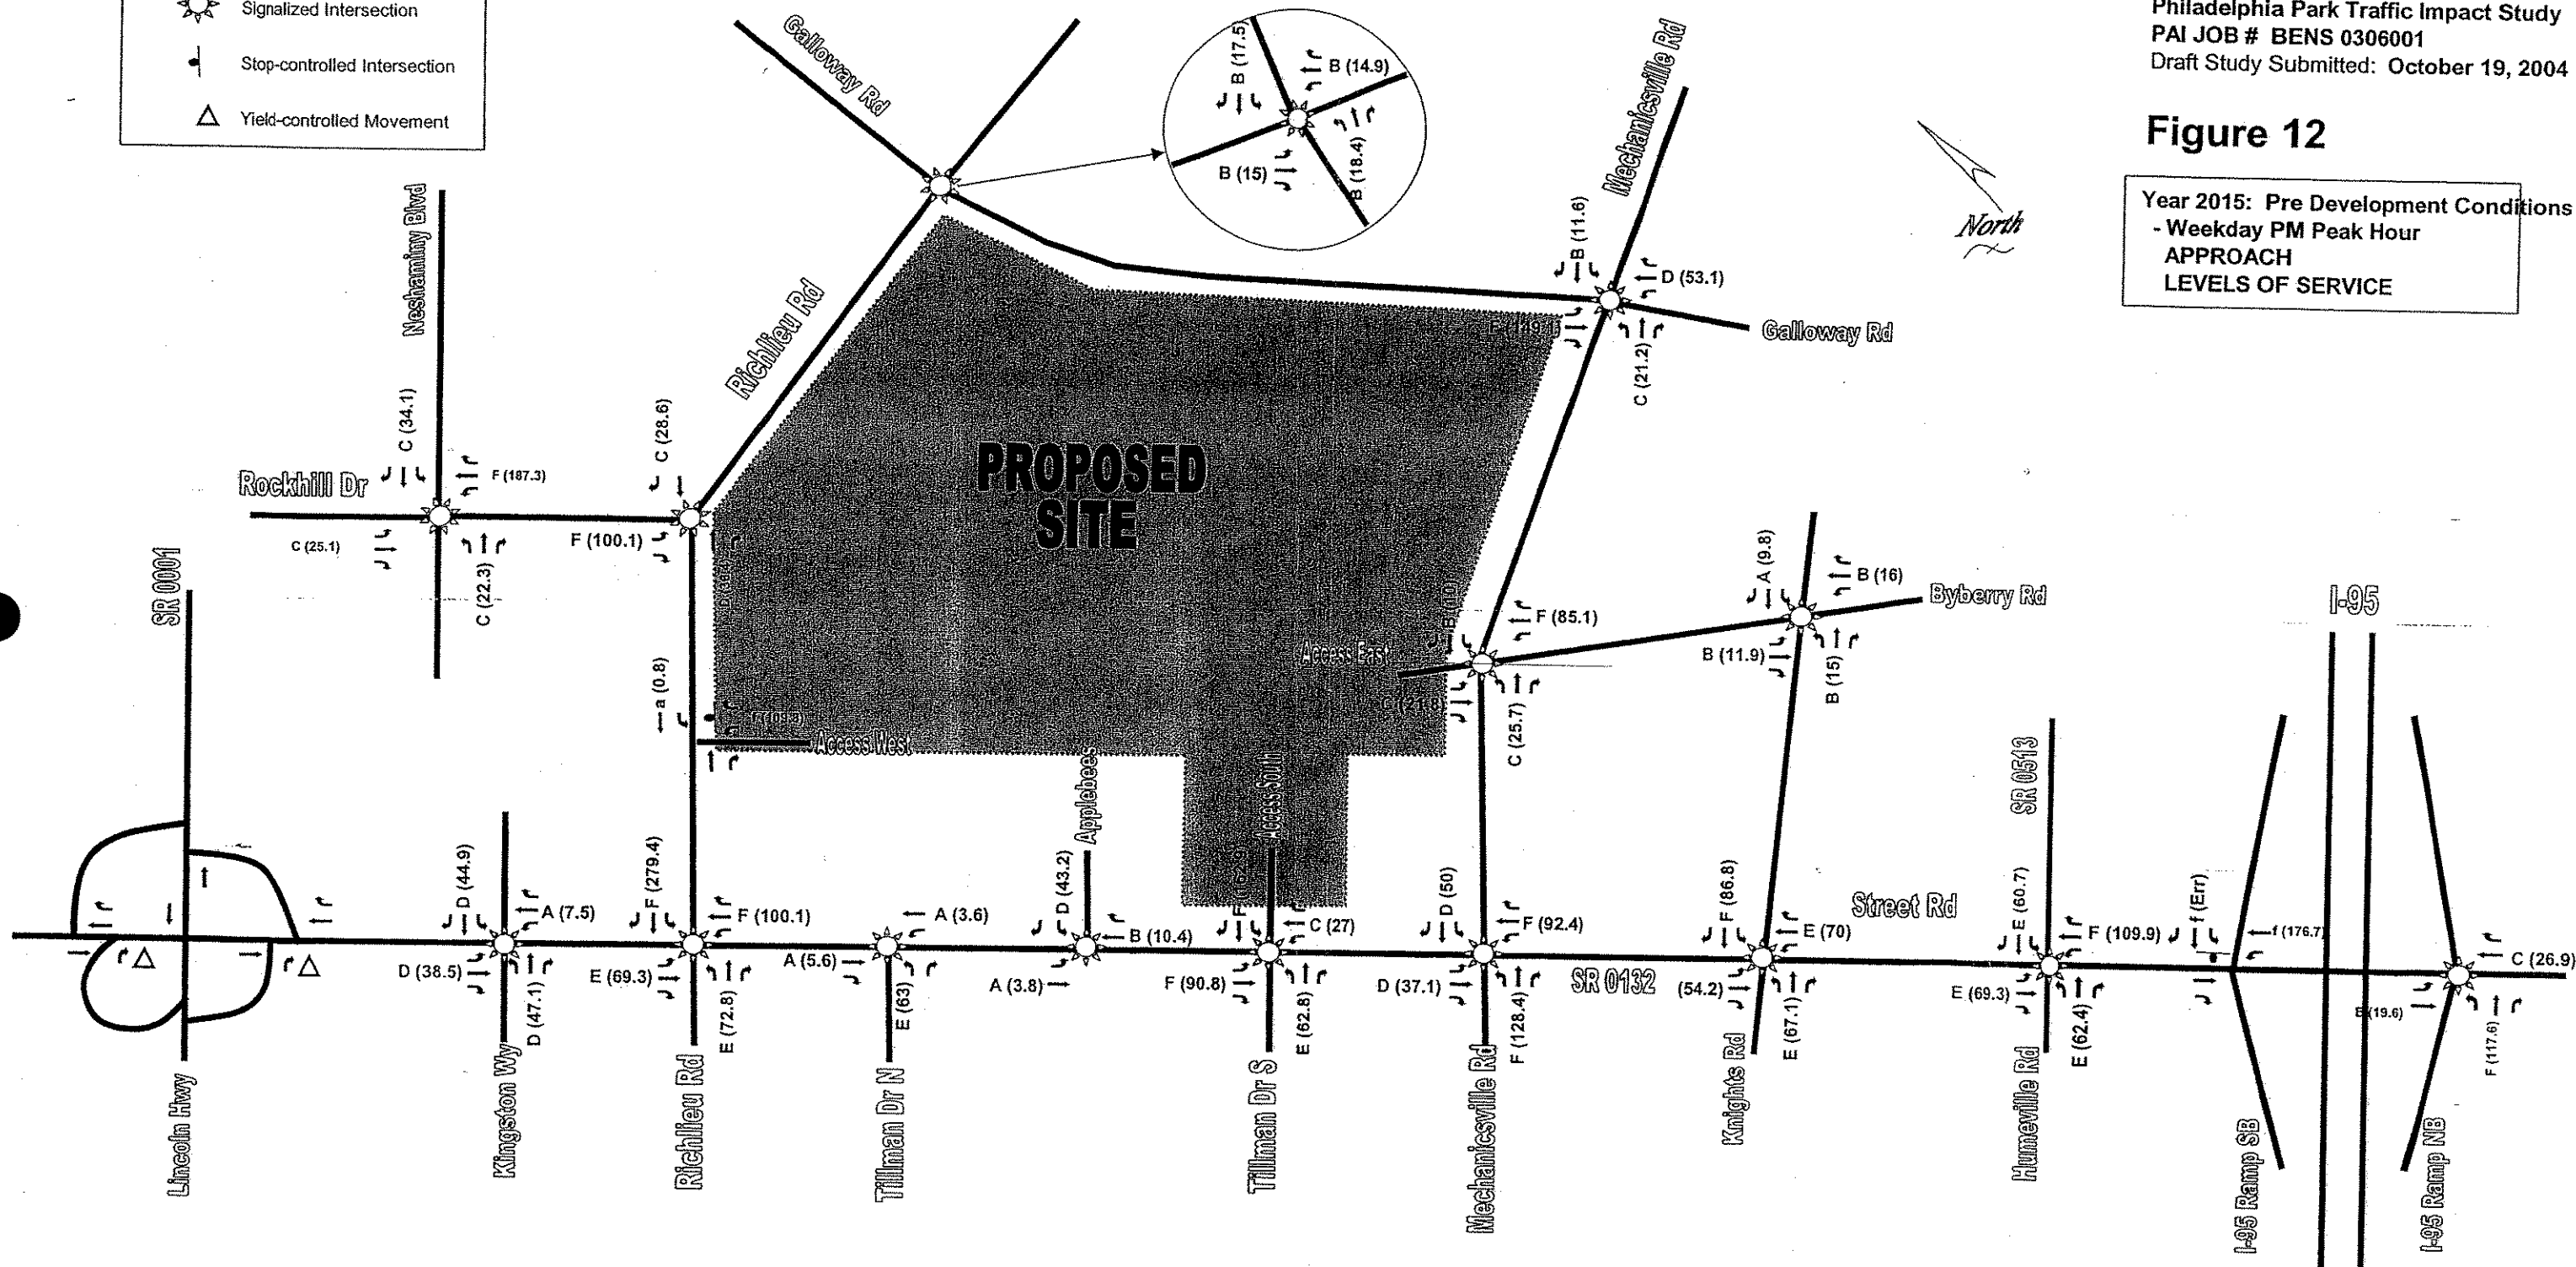 Signalized Intersection
Stop-controlled Intersection
Yield-controlled Movement
Philadelphia Park Traffic Impact Study
PAI JOB # BENS 0306001
Draft Study Submitted: October 19, 2004
Figure 12
Year 2015: Pre Development Conditions
- Weekday PM Peak Hour
APPROACH
LEVELS OF SERVICE
North
Galloway Rd
B (17.5)
B (14.9)
B (15)
B (18.4)
Mechanicsville Rd
B (11.6)
D (53.1)
C (21.2)
Galloway Rd
Neshaminy Blvd
Richlieu Rd
C (34.1)
F (187.3)
Rockhill Dr
C (25.1)
C (22.3)
C (28.6)
F (100.1)
PROPOSED
SITE
SR 0001
a (0.8)
Access West
Access East
F (85.1)
C (21.8)
C (25.7)
A (9.8)
B (16)
Byberry Rd
B (11.9)
B (15)
I-95
SR 0513
Applebees
Access South
D (44.9)
A (7.5)
D (38.5)
D (47.1)
F (279.4)
F (100.1)
E (69.3)
E (72.8)
A (3.6)
A (5.6)
E (63)
D (43.2)
B (10.4)
A (3.8)
C (27)
F (90.8)
E (62.8)
D (50)
F (92.4)
D (37.1)
F (128.4)
SR 0132
Street Rd
F (86.8)
E (70)
(54.2)
E (67.1)
E (60.7)
F (109.9)
E (69.3)
E (62.4)
f (Err)
f (176.7)
C (26.9)
(19.6)
F (117.6)
Lincoln Hwy
Kingston Wy
Richlieu Rd
Tillman Dr N
Tillman Dr S
Mechanicsville Rd
Knights Rd
Humeville Rd
I-95 Ramp SB
I-95 Ramp NB